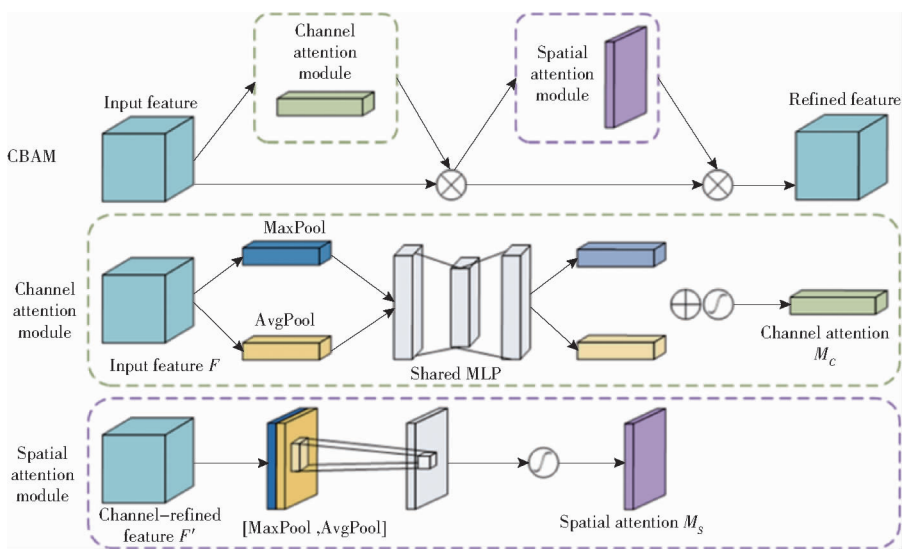 CBAM
Input feature
Channel
attention
module
Spatial
attention
module
Refined feature
Channel
attention
module
Input feature F
MaxPool
AvgPool
Shared MLP
Channel attention
M_c
Spatial
attention
module
Channel-refined
feature F′
[MaxPool ,AvgPool]
Spatial attention M_s